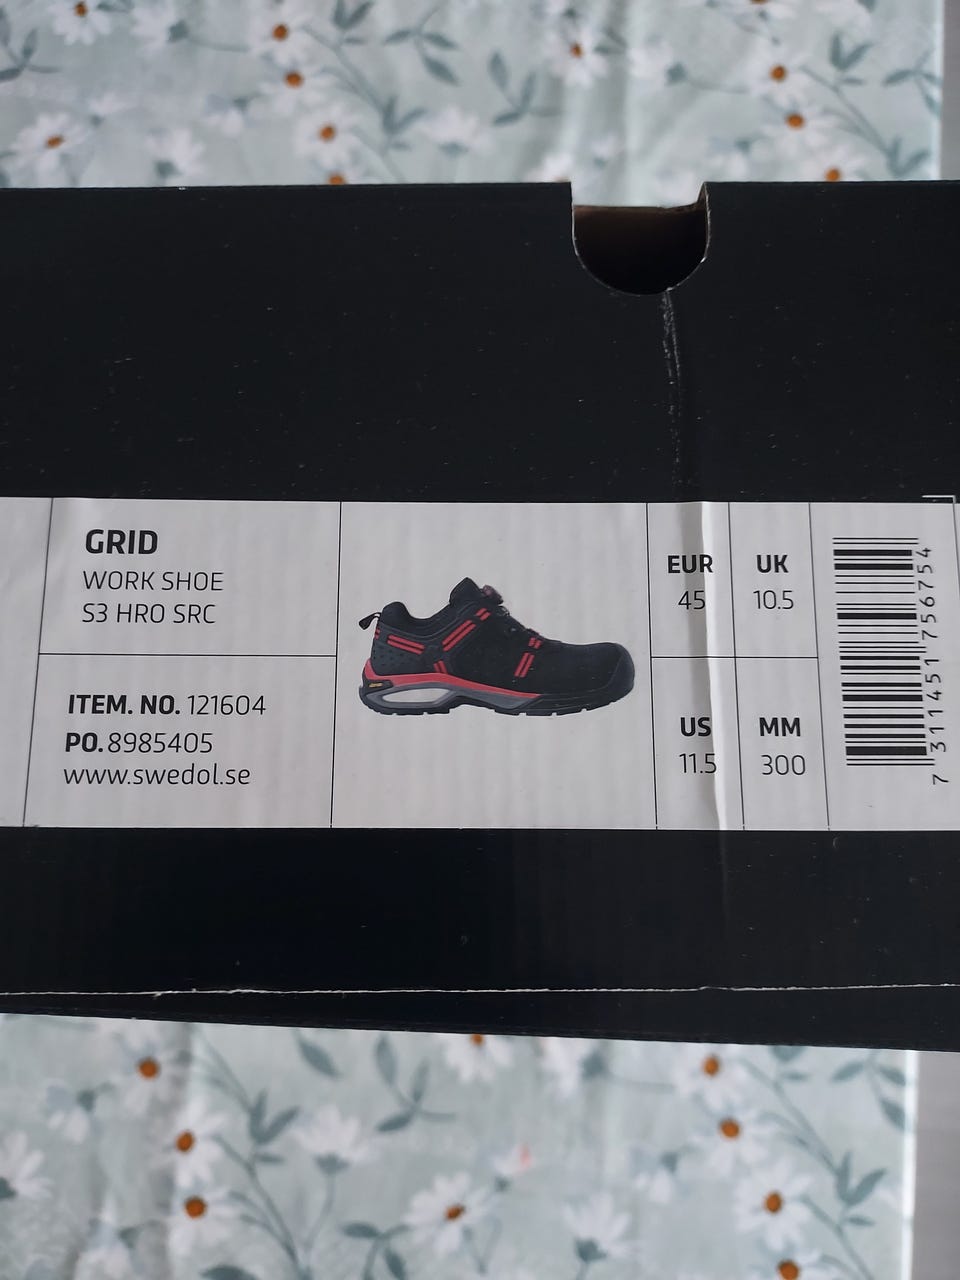 GRID
WORK SHOE
S3 HRO SRC
ITEM. NO. 121604
PO. 8985405
www.swedol.se
EUR
45
UK
10.5
US
11.5
MM
300
7 311451 756754